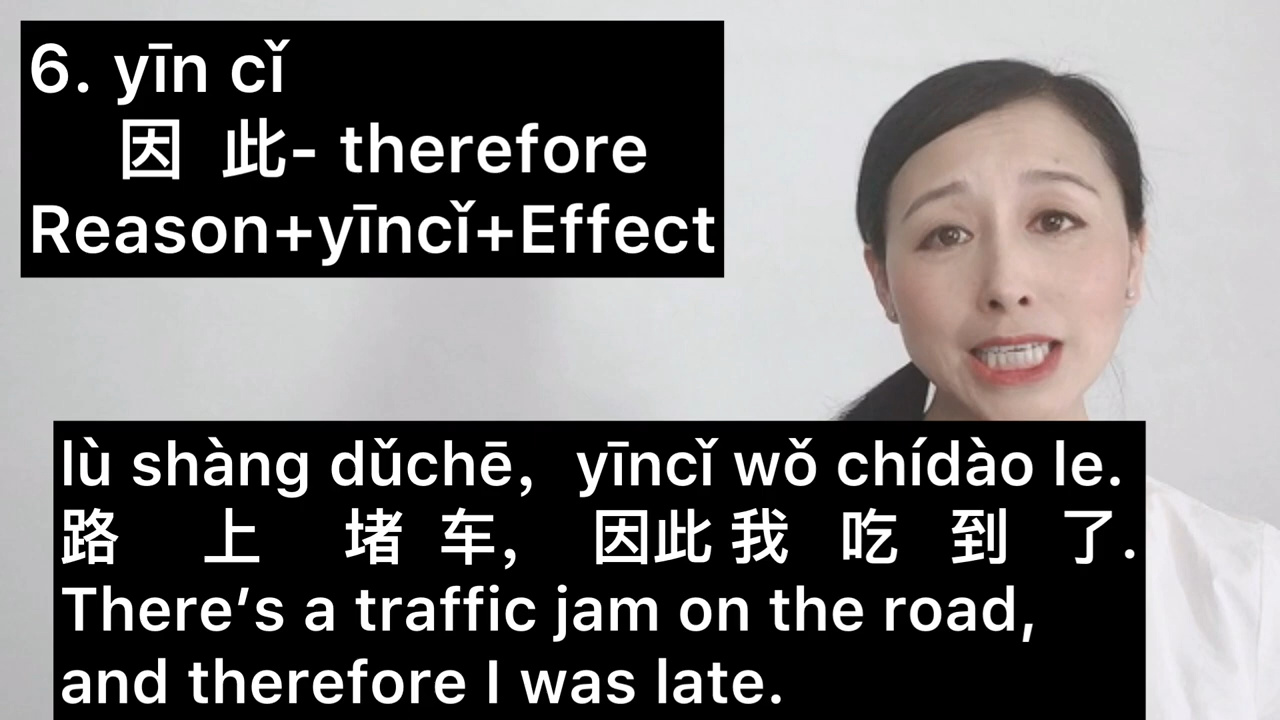 6. yīn cǐ
因 此- therefore
Reason+yīncǐ+Effect
lù shàng dǔchē, yīncǐ wǒ chídào le.
路 上 堵 车, 因此 我 吃 到 了.
There’s a traffic jam on the road,
and therefore I was late.